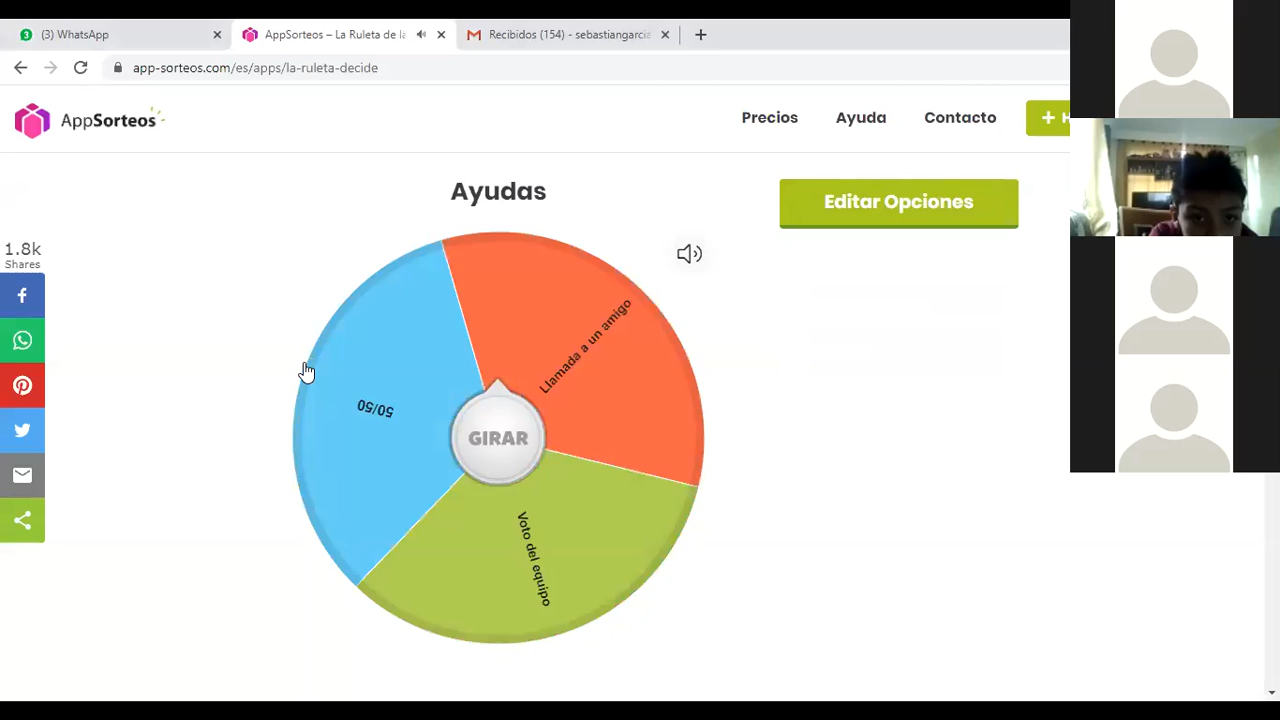 (3) WhatsApp
AppSorteos – La Ruleta de la
Recibidos (154) - sebastiangarcia
app-sorteos.com/es/apps/la-ruleta-decide
AppSorteos
Precios
Ayuda
Contacto
+ H
Ayudas
Editar Opciones
1.8k
Shares
Llamada a un amigo
50/50
GIRAR
Voto del equipo